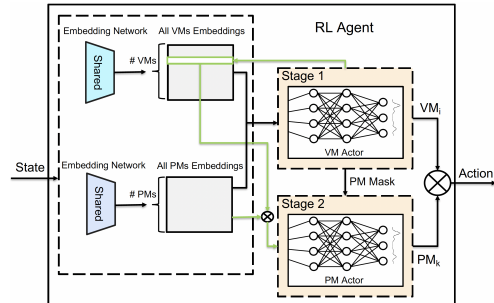 RL Agent
Embedding Network
All VMs Embeddings
Shared
# VMs
Stage 1
VM Actor
VMi
State
Embedding Network
All PMs Embeddings
Shared
# PMs
PM Mask
Action
Stage 2
PM Actor
PMk